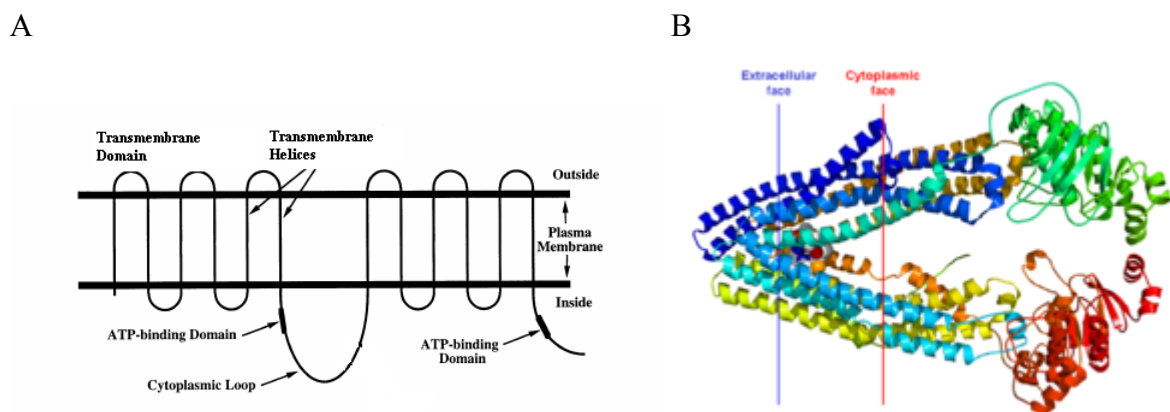 A
B
Extracellular
face
Cytoplasmic
face
Transmembrane
Domain
Transmembrane
Helices
Outside
Plasma
Membrane
Inside
ATP-binding Domain
ATP-binding
Domain
Cytoplasmic Loop